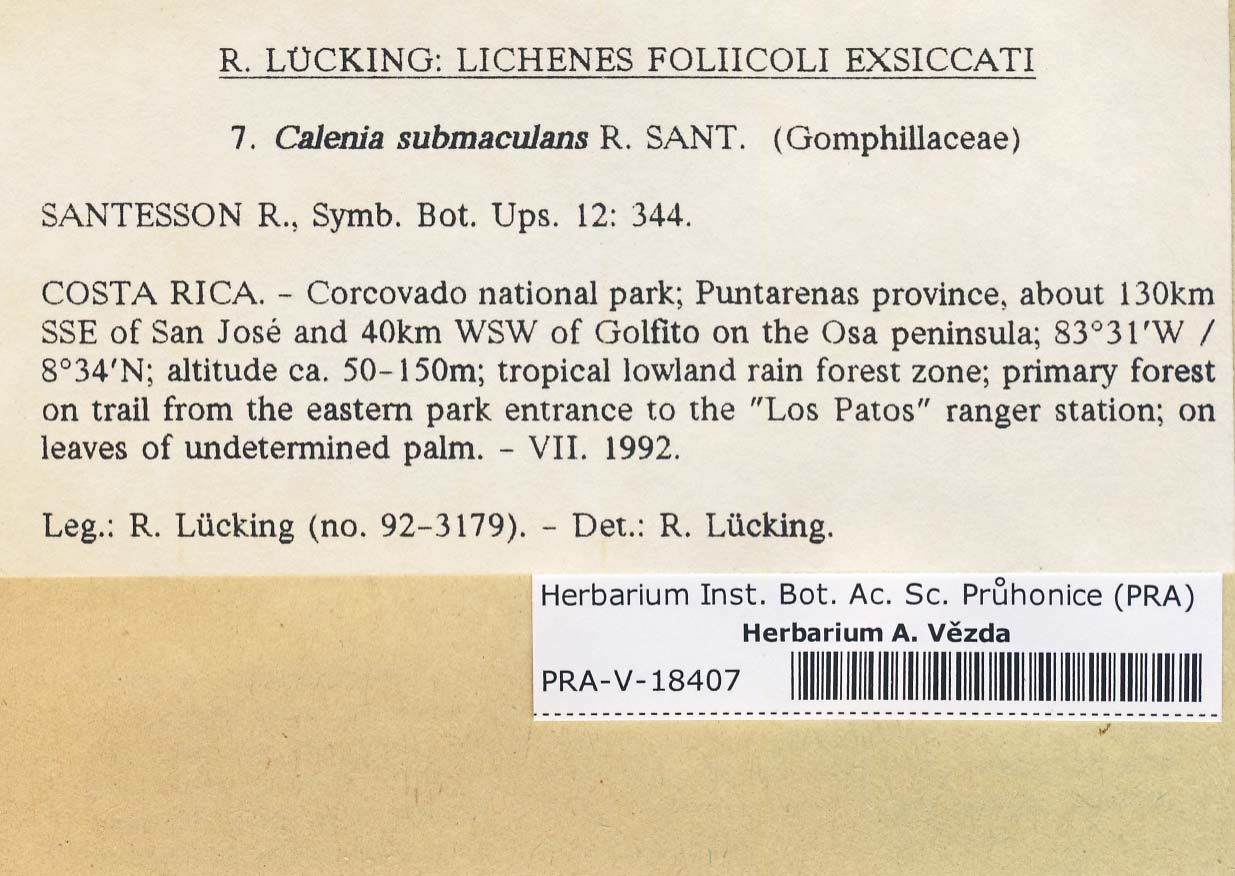 R. LÜCKING: LICHENES FOLIICOLI EXSICCATI
7. Calenia submaculans R. SANT. (Gomphillaceae)
SANTESSON R., Symb. Bot. Ups. 12: 344.
COSTA RICA. - Corcovado national park; Puntarenas province, about 130km
SSE of San José and 40km WSW of Golfito on the Osa peninsula; 83°31'W /
8°34'N; altitude ca. 50-150m; tropical lowland rain forest zone; primary forest
on trail from the eastern park entrance to the "Los Patos" ranger station; on
leaves of undetermined palm. - VII. 1992.
Leg.: R. Lücking (no. 92-3179). - Det.: R. Lücking.
Herbarium Inst. Bot. Ac. Sc. Průhonice (PRA)
Herbarium A. Vězda
PRA-V-18407